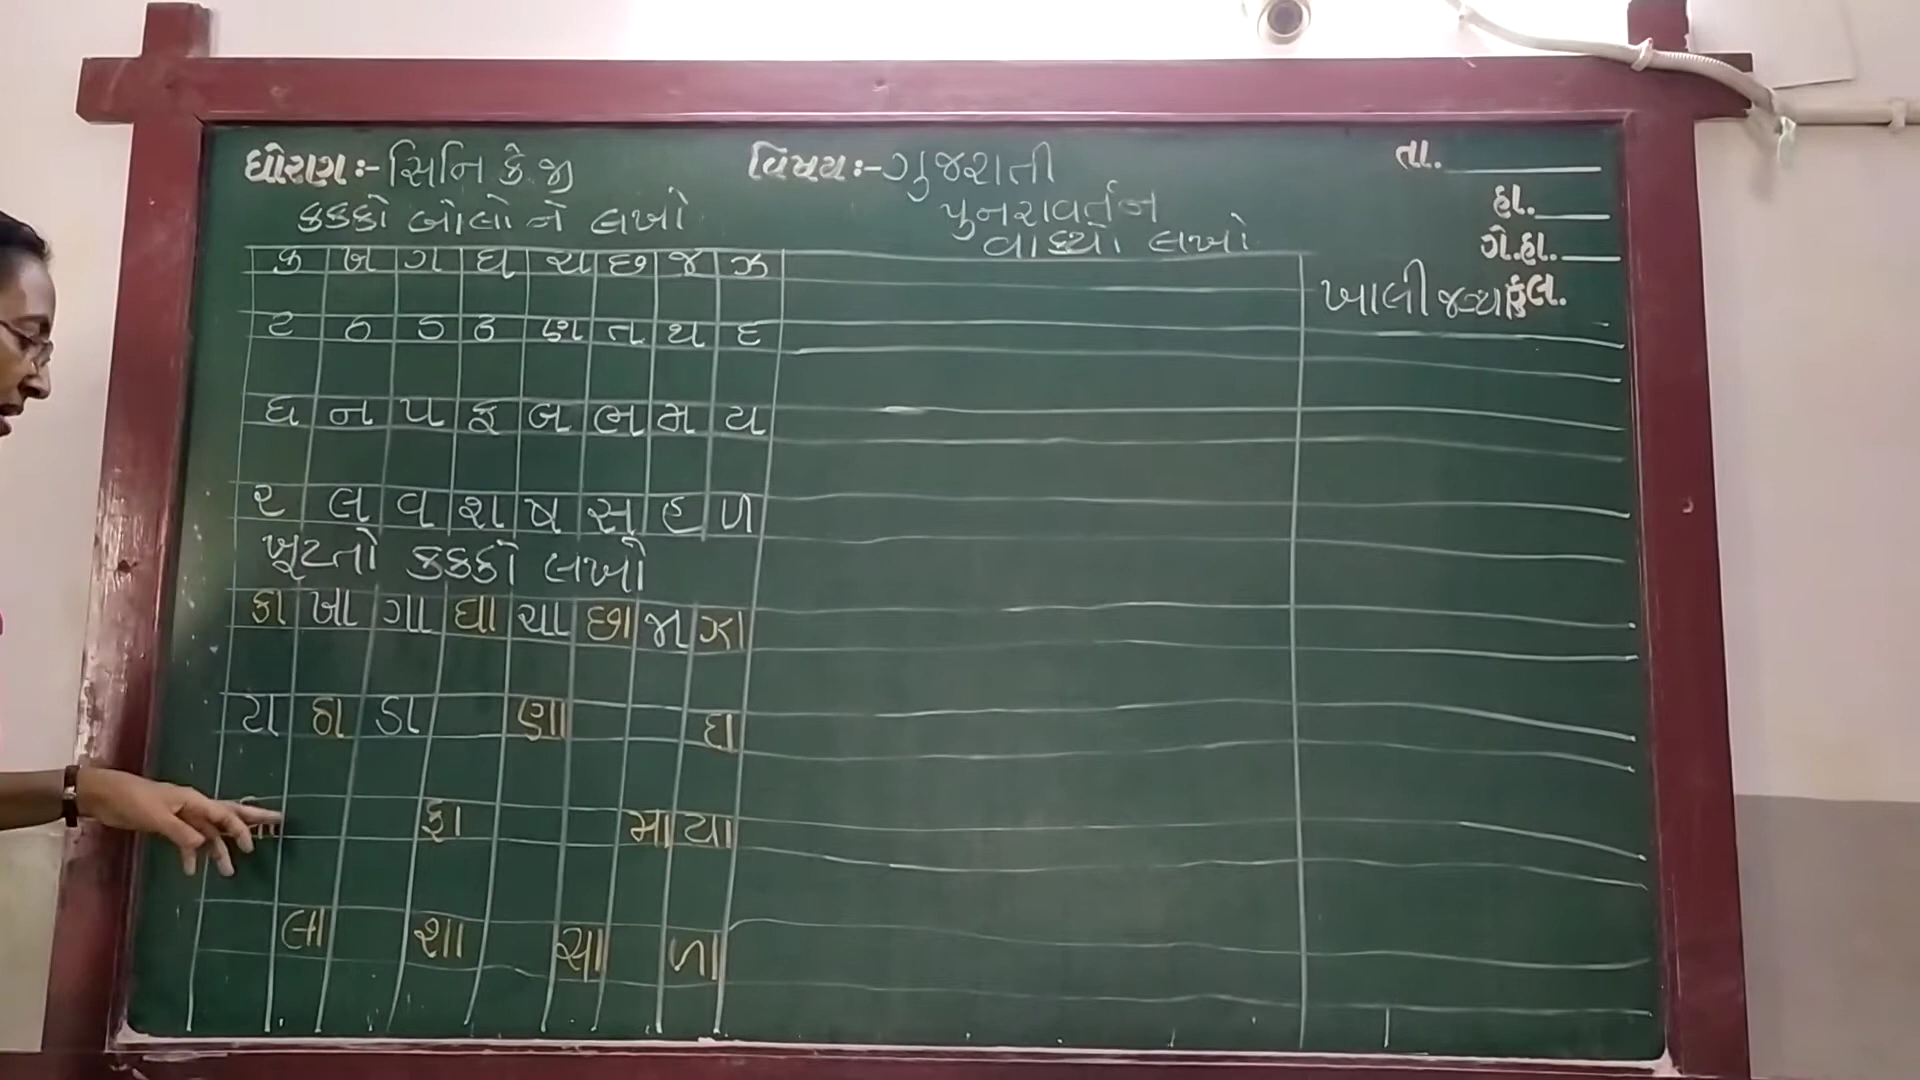 ધોરણ:- સિનિ કે.જી
વિષય:- ગુજરાતી
તા.
હા.
ગે.હા.
કુલ.
કક્કો બોલો ને લખો
પુનરાવર્તન
વાક્યો લખો
ખાલી જગ્યા
ક ખ ગ ઘ ચ છ જ ઝ
ટ ઠ ડ ઢ ણ ત થ દ
ધ ન પ ફ બ ભ મ ય
ર લ વ શ ષ સ હ ળ
ખૂટતો કક્કો લખો
કા ખા ગા ઘા ચા છા જા ઝા
ટા ઠા ડા ણા દા
ફા મા યા
લા શા સા ળા